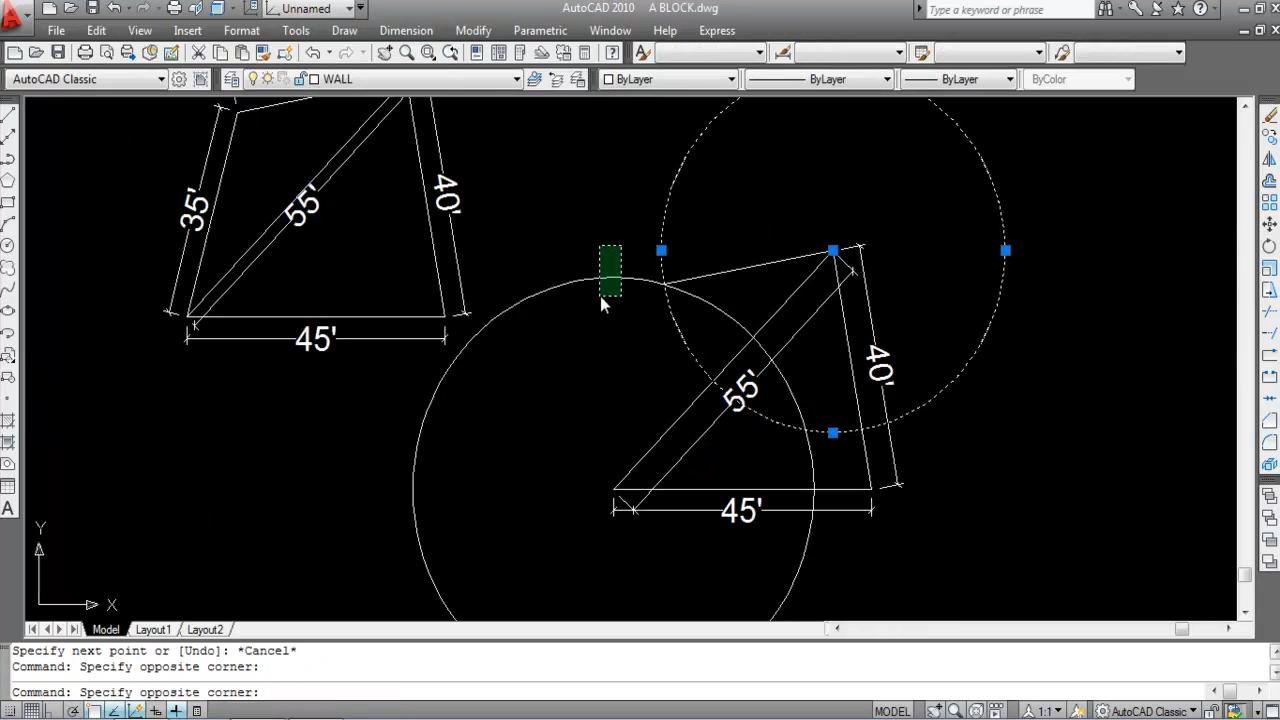 Unnamed
AutoCAD 2010 A BLOCK.dwg
Type a keyword or phrase
File Edit View Insert Format Tools Draw Dimension Modify Parametric Window Help Express
AutoCAD Classic
WALL
ByLayer
ByLayer
ByLayer
ByColor
35'
55'
40'
45'
55'
40'
45'
Y
X
Model Layout1 Layout2
Specify next point or [Undo]: *Cancel*
Command: Specify opposite corner:
Command: Specify opposite corner:
MODEL
1:1
AutoCAD Classic